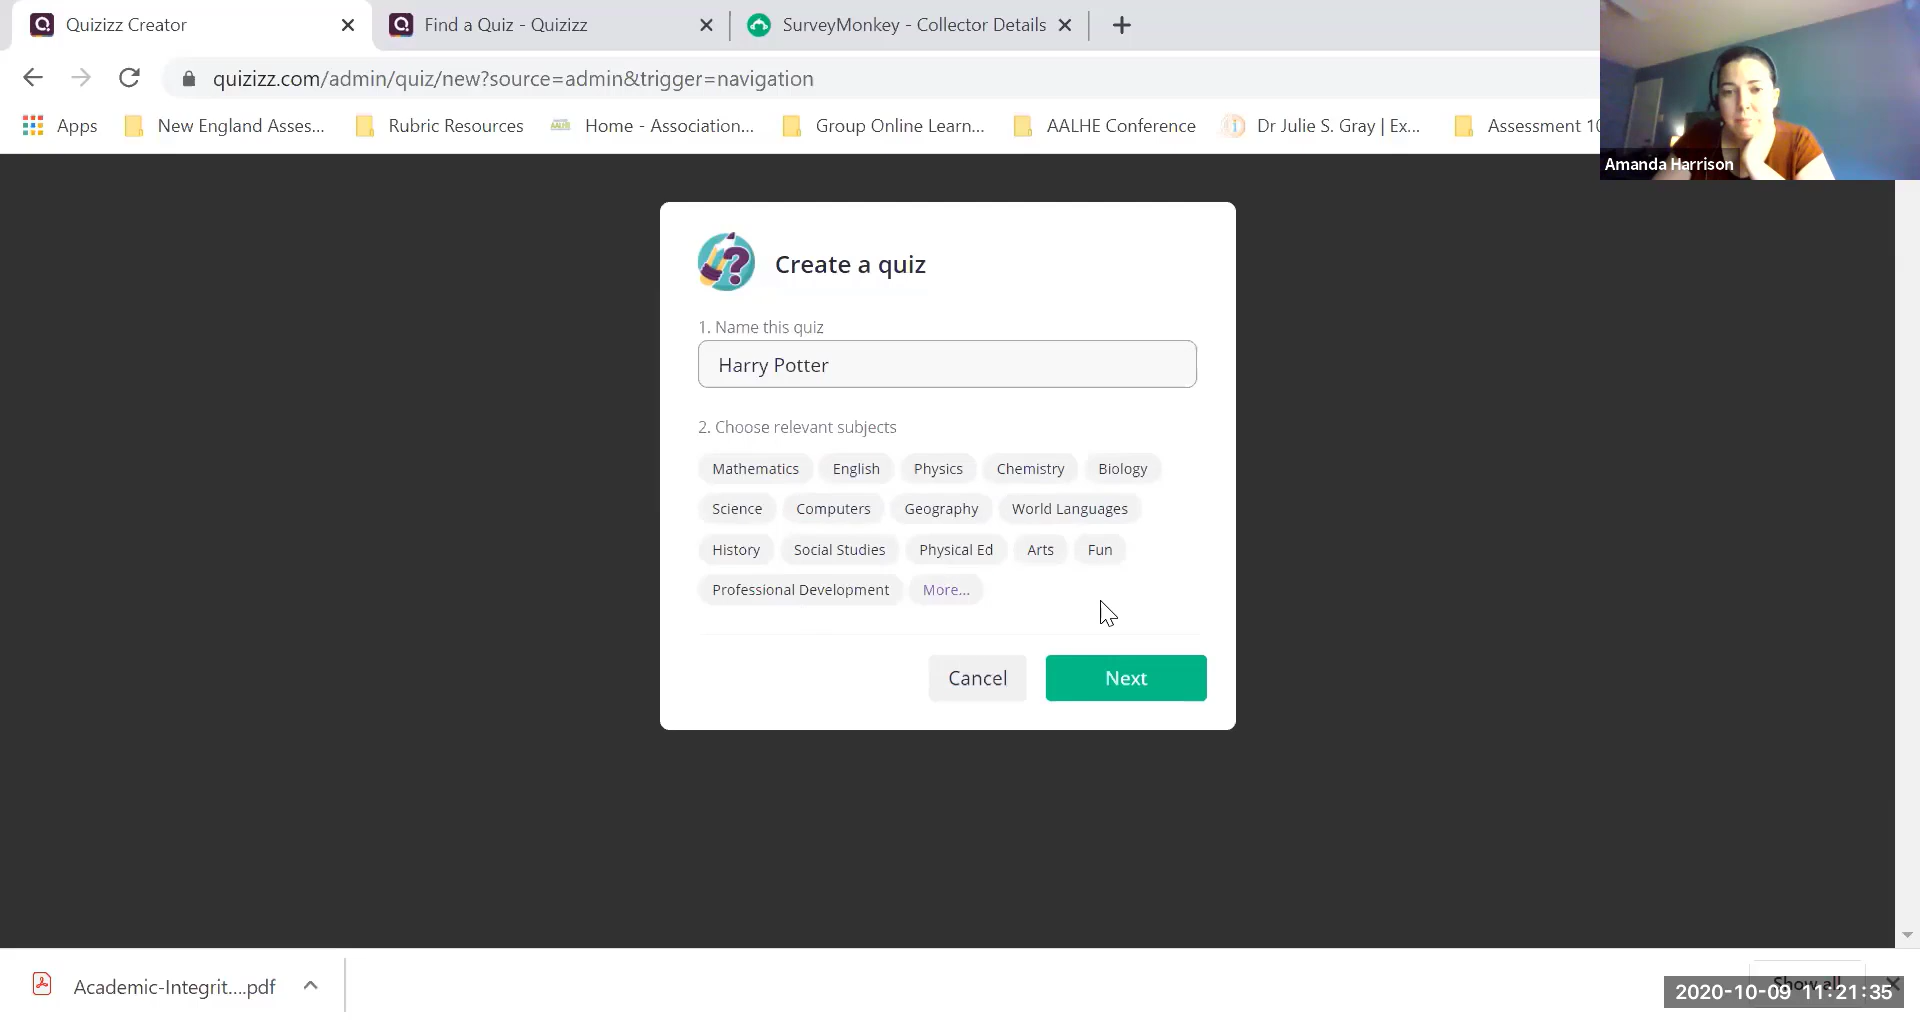 Quizizz Creator
Find a Quiz - Quizizz
SurveyMonkey - Collector Details
quizizz.com/admin/quiz/new?source=admin&trigger=navigation
Apps
New England Asses...
Rubric Resources
Home - Association...
Group Online Learn...
AALHE Conference
Dr Julie S. Gray | Ex...
Assessment 10
Amanda Harrison
Create a quiz
1. Name this quiz
Harry Potter
2. Choose relevant subjects
Mathematics English Physics Chemistry Biology
Science Computers Geography World Languages
History Social Studies Physical Ed Arts Fun
Professional Development More...
Cancel Next
Academic-Integrit....pdf
Show all
2020-10-09 11:21:35